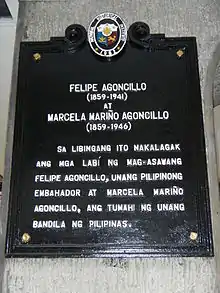 FELIPE AGONCILLO
(1859-1941)
AT
MARCELA MARIÑO AGONCILLO
(1859-1946)
SA LIBINGANG ITO NAKALAGAK
ANG MGA LABÍ NG MAG-ASAWANG
FELIPE AGONCILLO, UNANG PILIPINONG
EMBAHADOR AT MARCELA MARIÑO
AGONCILLO, ANG TUMAHI NG UNANG
BANDILA NG PILIPINAS.